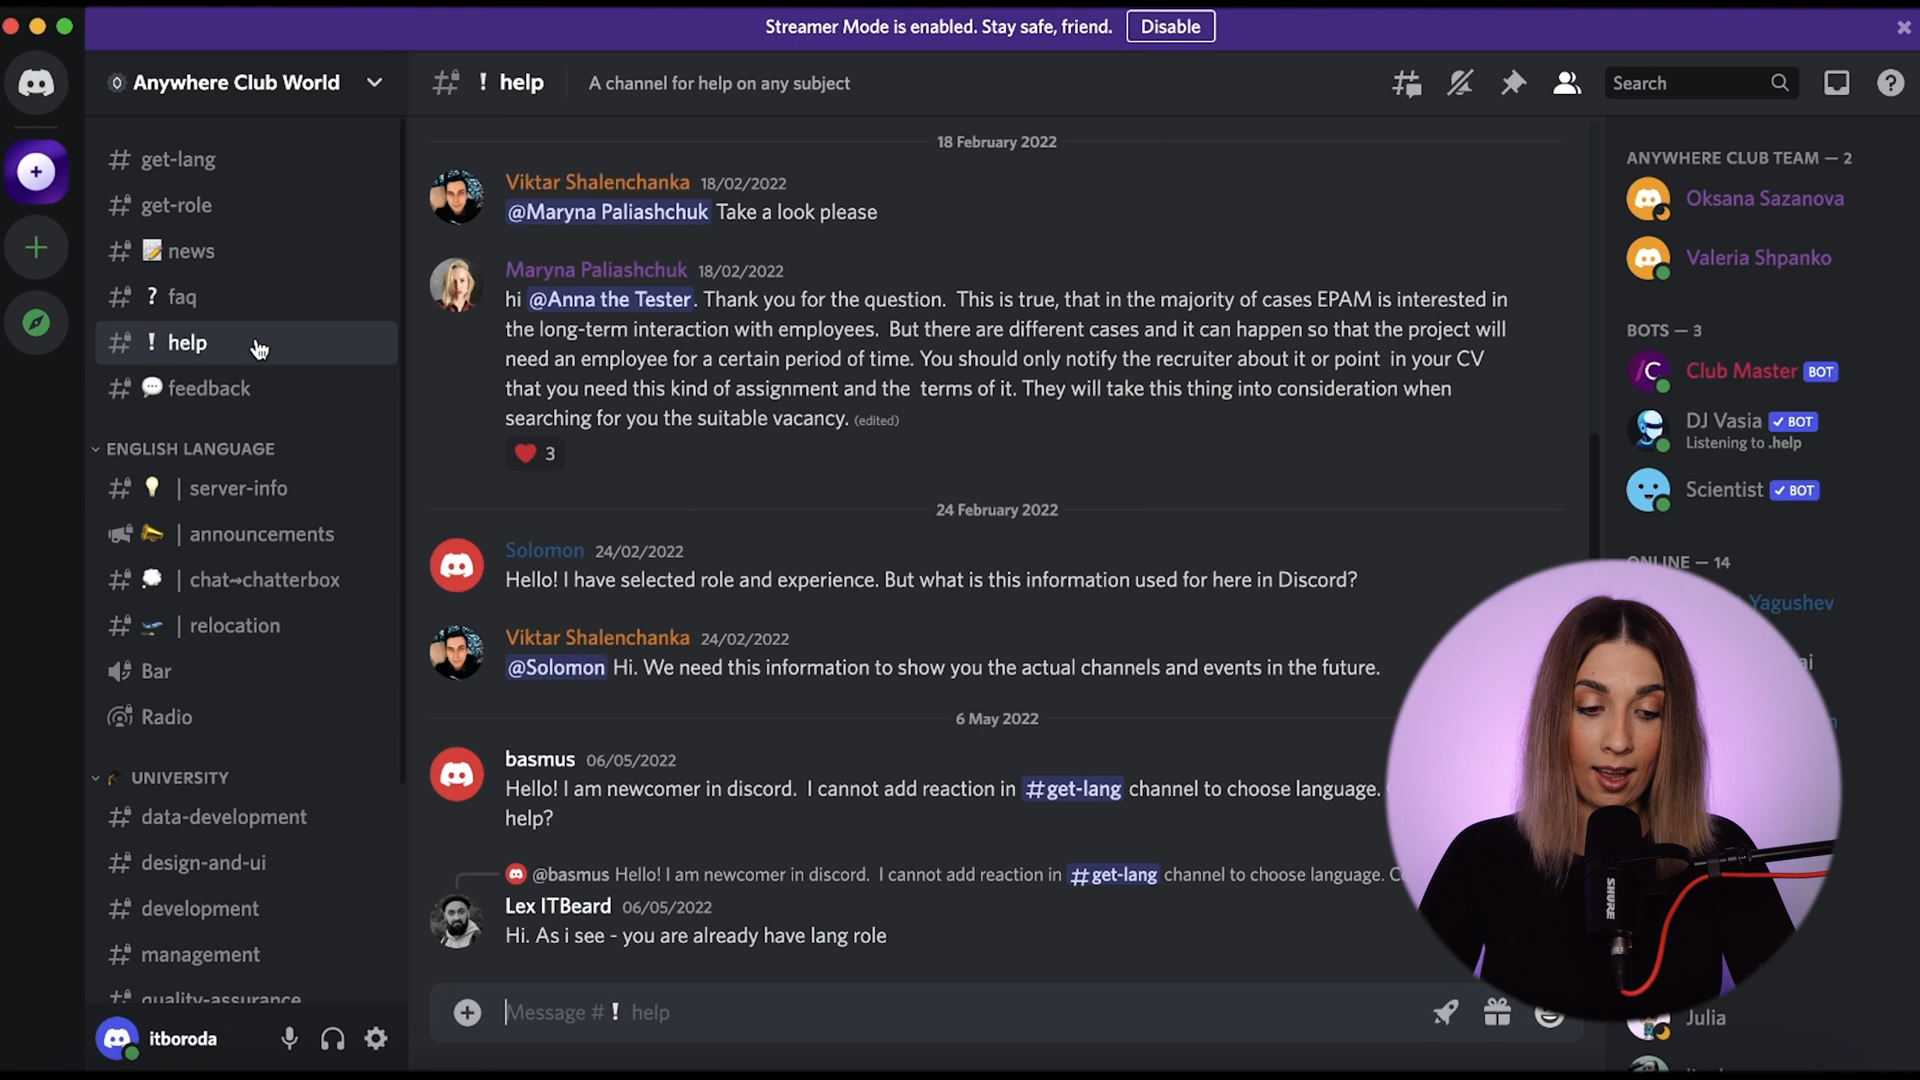 Streamer Mode is enabled. Stay safe, friend. Disable
Anywhere Club World
! help
A channel for help on any subject
Search
get-lang
get-role
news
? faq
! help
feedback
ENGLISH LANGUAGE
| server-info
| announcements
| chat⇝chatterbox
| relocation
Bar
Radio
UNIVERSITY
data-development
design-and-ui
development
management
quality-assurance
itboroda
18 February 2022
Viktar Shalenchanka 18/02/2022
@Maryna Paliashchuk Take a look please
Maryna Paliashchuk 18/02/2022
hi @Anna the Tester. Thank you for the question. This is true, that in the majority of cases EPAM is interested in
the long-term interaction with employees. But there are different cases and it can happen so that the project will
need an employee for a certain period of time. You should only notify the recruiter about it or point in your CV
that you need this kind of assignment and the terms of it. They will take this thing into consideration when
searching for you the suitable vacancy. (edited)
3
24 February 2022
Solomon 24/02/2022
Hello! I have selected role and experience. But what is this information used for here in Discord?
Viktar Shalenchanka 24/02/2022
@Solomon Hi. We need this information to show you the actual channels and events in the future.
6 May 2022
basmus 06/05/2022
Hello! I am newcomer in discord. I cannot add reaction in #get-lang channel to choose language.
help?
@basmus Hello! I am newcomer in discord. I cannot add reaction in #get-lang channel to choose language.
Lex ITBeard 06/05/2022
Hi. As i see - you are already have lang role
Message # ! help
ANYWHERE CLUB TEAM — 2
Oksana Sazanova
Valeria Shpanko
BOTS — 3
/C Club Master BOT
DJ Vasia ✓ BOT
Listening to .help
Scientist ✓ BOT
ONLINE — 14
Yagushev
Julia
SHURE